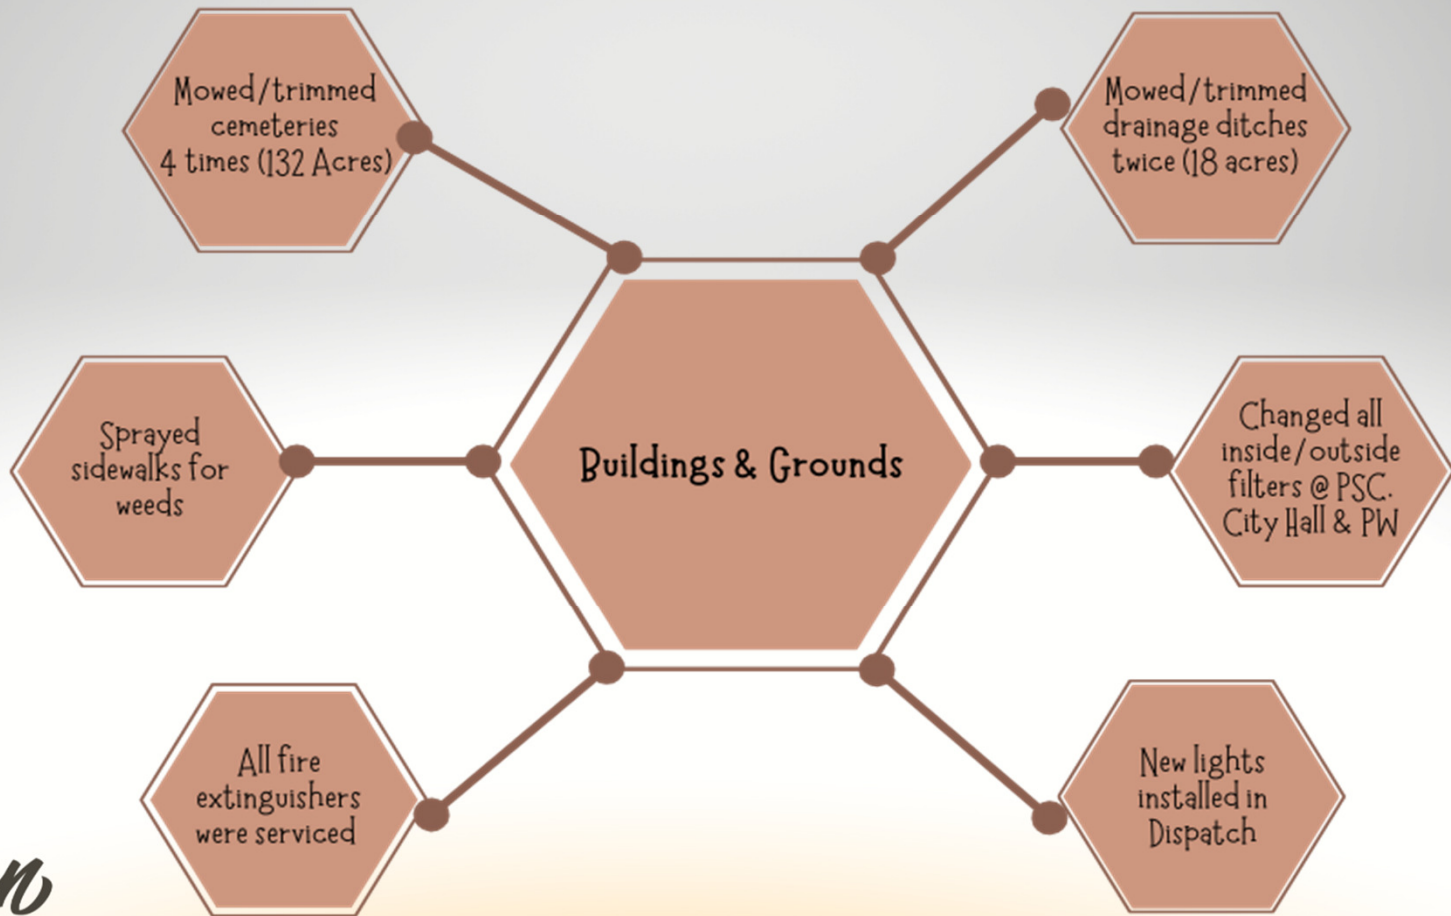 Mowed/trimmed
cemeteries
4 times (132 Acres)
Mowed/trimmed
drainage ditches
twice (18 acres)
Sprayed
sidewalks for
weeds
Buildings & Grounds
Changed all
inside/outside
filters @ PSC.
City Hall & PW
All fire
extinguishers
were serviced
New lights
installed in
Dispatch
n